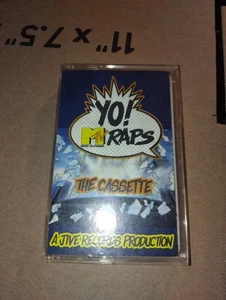 11" x 7.5"
YO!
MTV RAPS
THE CASSETTE
A JIVE RECORDS PRODUCTION